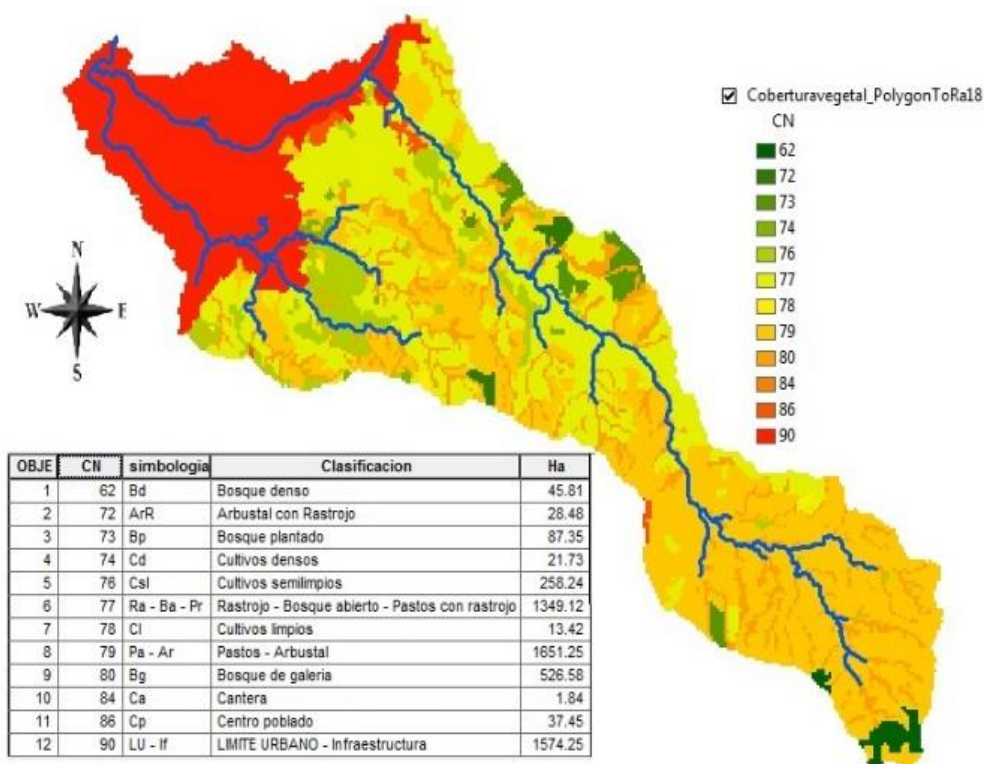 Coberturavegetal_PolygonToRa18
CN
62
72
73
74
76
77
78
79
80
84
86
90
N
W E
S
OBJE CN simbologia Clasificacion Ha
1 62 Bd Bosque denso 45.81
2 72 ArR Arbustal con Rastrojo 28.48
3 73 Bp Bosque plantado 87.35
4 74 Cd Cultivos densos 21.73
5 76 Csl Cultivos semilimpios 258.24
6 77 Ra - Ba - Pr Rastrojo - Bosque abierto - Pastos con rastrojo 1349.12
7 78 Cl Cultivos limpios 13.42
8 79 Pa - Ar Pastos - Arbustal 1651.25
9 80 Bg Bosque de galeria 526.58
10 84 Ca Cantera 1.84
11 86 Cp Centro poblado 37.45
12 90 LU - If LIMITE URBANO - Infraestructura 1574.25